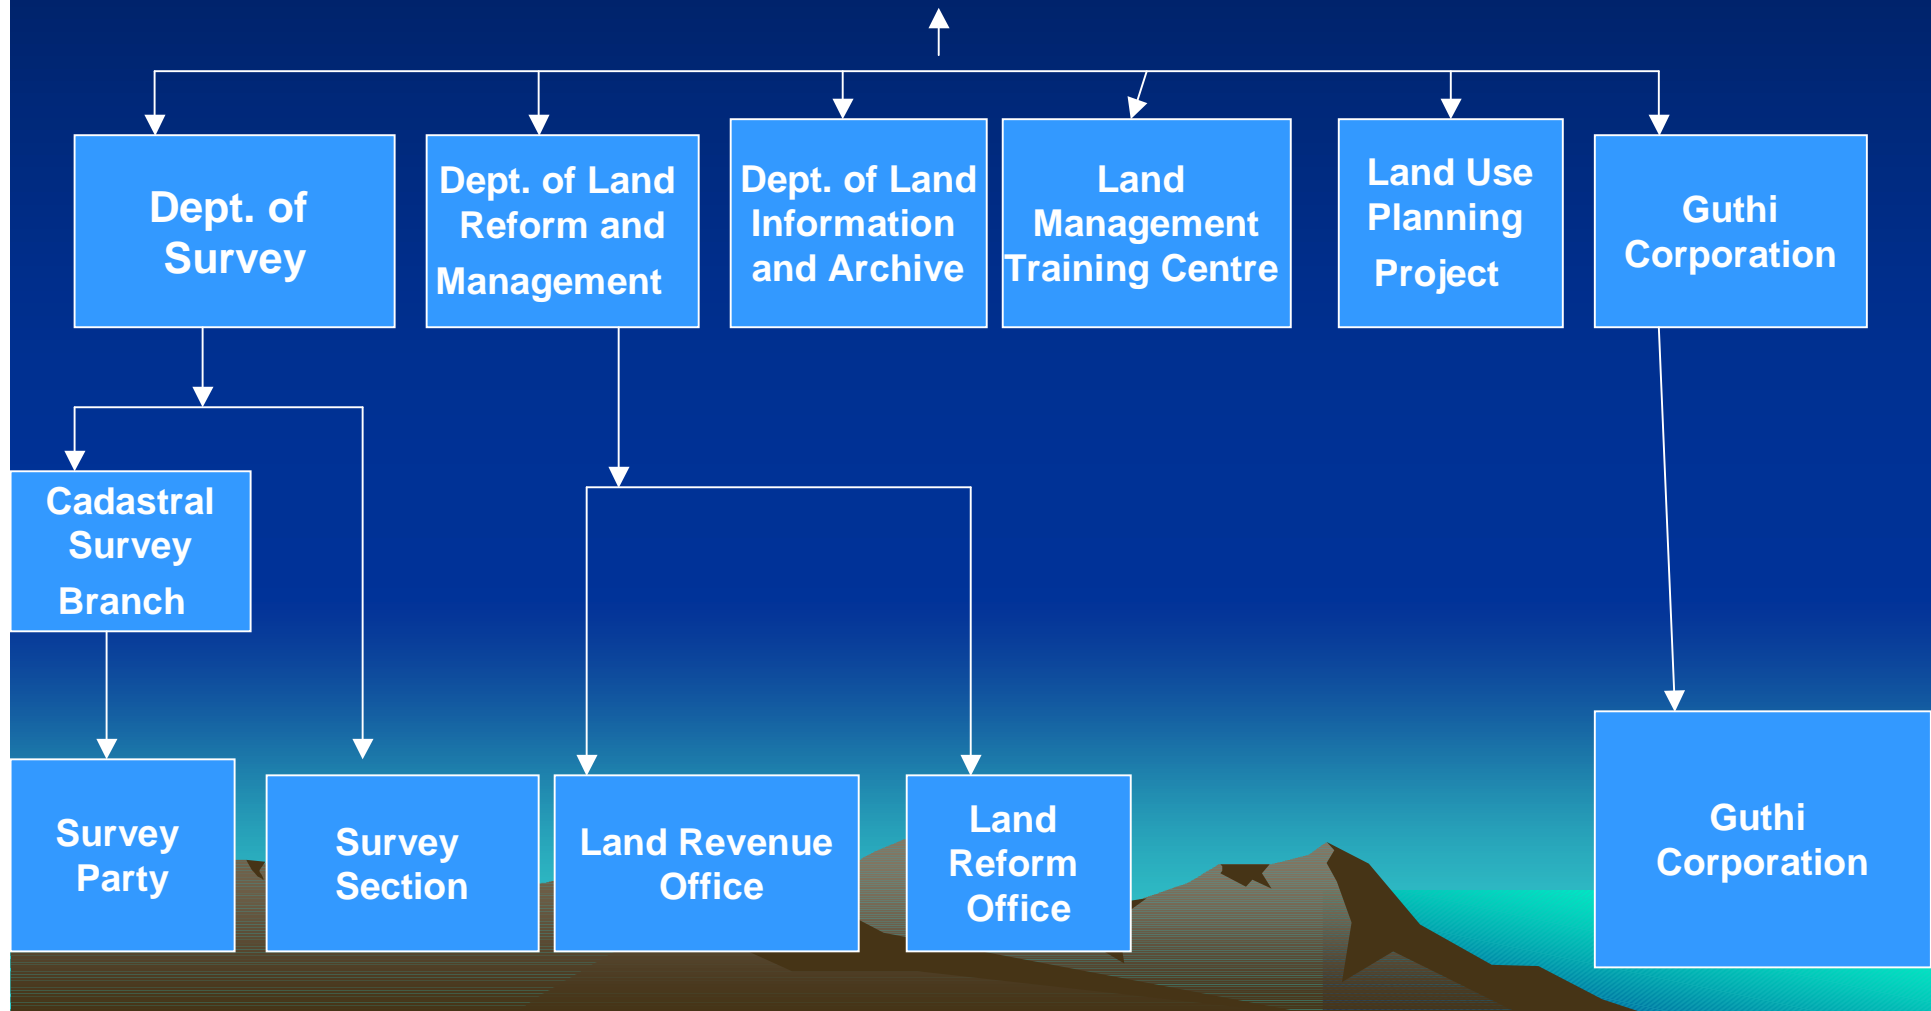 Dept. of
Survey
Dept. of Land
Reform and
Management
Dept. of Land
Information
and Archive
Land
Management
Training Centre
Land Use
Planning
Project
Guthi
Corporation
Cadastral
Survey
Branch
Survey
Party
Survey
Section
Land Revenue
Office
Land
Reform
Office
Guthi
Corporation